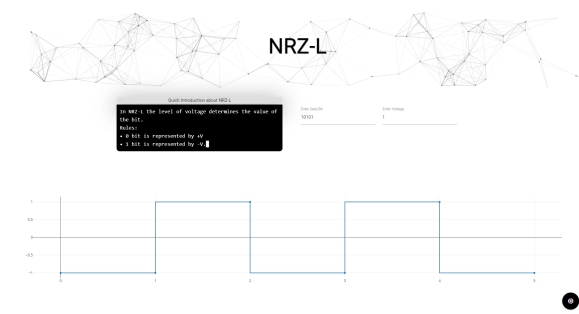 NRZ-L
Quick Introduction about NRZ-L
In NRZ-L the level of voltage determines the value of
the bit.
Rules:
• 0 bit is represented by +V
• 1 bit is represented by -V.
Enter Data Bit
10101
Enter Voltage
1
1
0.5
0
−0.5
−1
0
1
2
3
4
5